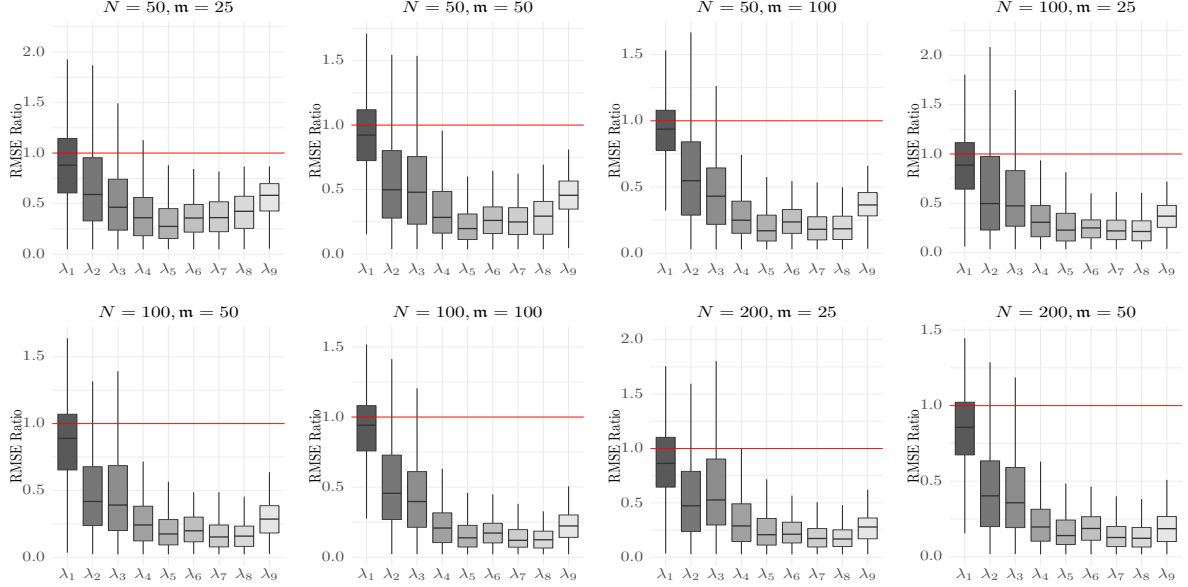 N = 50, 𝔪 = 25
RMSE Ratio
2.0
1.5
1.0
0.5
0.0
λ₁ λ₂ λ₃ λ₄ λ₅ λ₆ λ₇ λ₈ λ₉
N = 50, 𝔪 = 50
RMSE Ratio
1.5
1.0
0.5
0.0
λ₁ λ₂ λ₃ λ₄ λ₅ λ₆ λ₇ λ₈ λ₉
N = 50, 𝔪 = 100
RMSE Ratio
1.5
1.0
0.5
0.0
λ₁ λ₂ λ₃ λ₄ λ₅ λ₆ λ₇ λ₈ λ₉
N = 100, 𝔪 = 25
RMSE Ratio
2.0
1.5
1.0
0.5
0.0
λ₁ λ₂ λ₃ λ₄ λ₅ λ₆ λ₇ λ₈ λ₉
N = 100, 𝔪 = 50
RMSE Ratio
1.5
1.0
0.5
0.0
λ₁ λ₂ λ₃ λ₄ λ₅ λ₆ λ₇ λ₈ λ₉
N = 100, 𝔪 = 100
RMSE Ratio
1.5
1.0
0.5
0.0
λ₁ λ₂ λ₃ λ₄ λ₅ λ₆ λ₇ λ₈ λ₉
N = 200, 𝔪 = 25
RMSE Ratio
2.0
1.5
1.0
0.5
0.0
λ₁ λ₂ λ₃ λ₄ λ₅ λ₆ λ₇ λ₈ λ₉
N = 200, 𝔪 = 50
RMSE Ratio
1.5
1.0
0.5
0.0
λ₁ λ₂ λ₃ λ₄ λ₅ λ₆ λ₇ λ₈ λ₉